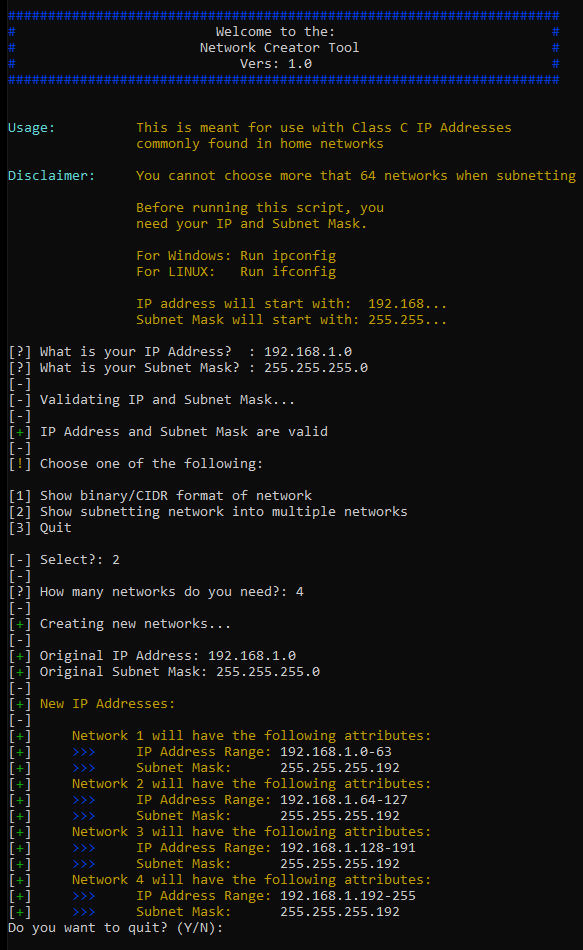 ######################################################################
# Welcome to the: #
# Network Creator Tool #
# Vers: 1.0 #
######################################################################
Usage: This is meant for use with Class C IP Addresses
commonly found in home networks
Disclaimer: You cannot choose more that 64 networks when subnetting
Before running this script, you
need your IP and Subnet Mask.
For Windows: Run ipconfig
For LINUX: Run ifconfig
IP address will start with: 192.168...
Subnet Mask will start with: 255.255...
[?] What is your IP Address? : 192.168.1.0
[?] What is your Subnet Mask? : 255.255.255.0
[-]
[-] Validating IP and Subnet Mask...
[-]
[+] IP Address and Subnet Mask are valid
[-]
[!] Choose one of the following:
[1] Show binary/CIDR format of network
[2] Show subnetting network into multiple networks
[3] Quit
[-] Select?: 2
[-]
[?] How many networks do you need?: 4
[-]
[+] Creating new networks...
[-]
[+] Original IP Address: 192.168.1.0
[+] Original Subnet Mask: 255.255.255.0
[-]
[+] New IP Addresses:
[-]
[+] Network 1 will have the following attributes:
[+] >>> IP Address Range: 192.168.1.0-63
[+] >>> Subnet Mask: 255.255.255.192
[+] Network 2 will have the following attributes:
[+] >>> IP Address Range: 192.168.1.64-127
[+] >>> Subnet Mask: 255.255.255.192
[+] Network 3 will have the following attributes:
[+] >>> IP Address Range: 192.168.1.128-191
[+] >>> Subnet Mask: 255.255.255.192
[+] Network 4 will have the following attributes:
[+] >>> IP Address Range: 192.168.1.192-255
[+] >>> Subnet Mask: 255.255.255.192
Do you want to quit? (Y/N):